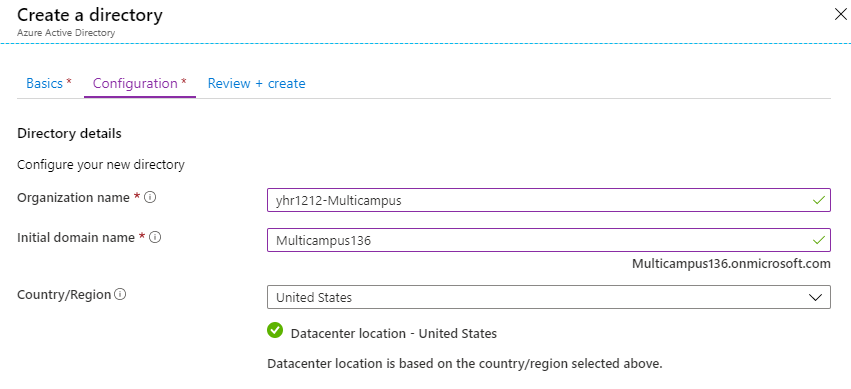 Create a directory
Azure Active Directory
Basics * Configuration * Review + create
Directory details
Configure your new directory
Organization name * yhr1212-Multicampus
Initial domain name * Multicampus136
Multicampus136.onmicrosoft.com
Country/Region United States
Datacenter location - United States
Datacenter location is based on the country/region selected above.